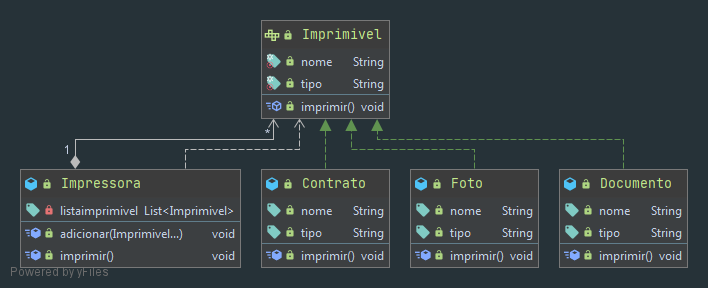 Imprimivel
nome String
tipo String
imprimir() void
1
*
Impressora
listaimprimivel List<Imprimivel>
adicionar(Imprimivel...) void
imprimir() void
Contrato
nome String
tipo String
imprimir() void
Foto
nome String
tipo String
imprimir() void
Documento
nome String
tipo String
imprimir() void
Powered by yFiles